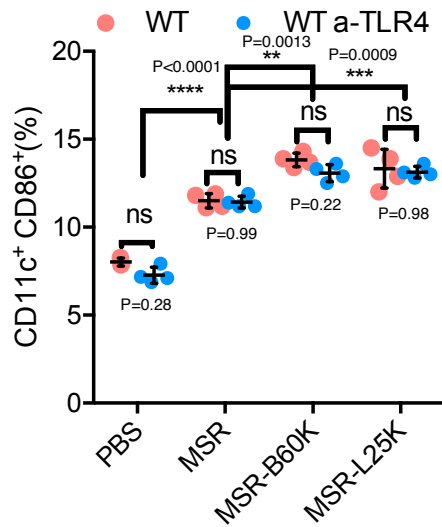 WT WT a-TLR4
P=0.0013
P<0.0001 ** P=0.0009
**** ***
ns ns
ns
ns
P=0.22 P=0.98
P=0.99
P=0.28
CD11c+ CD86+(%)
20
15
10
5
0
PBS
MSR
MSR-B60K
MSR-L25K